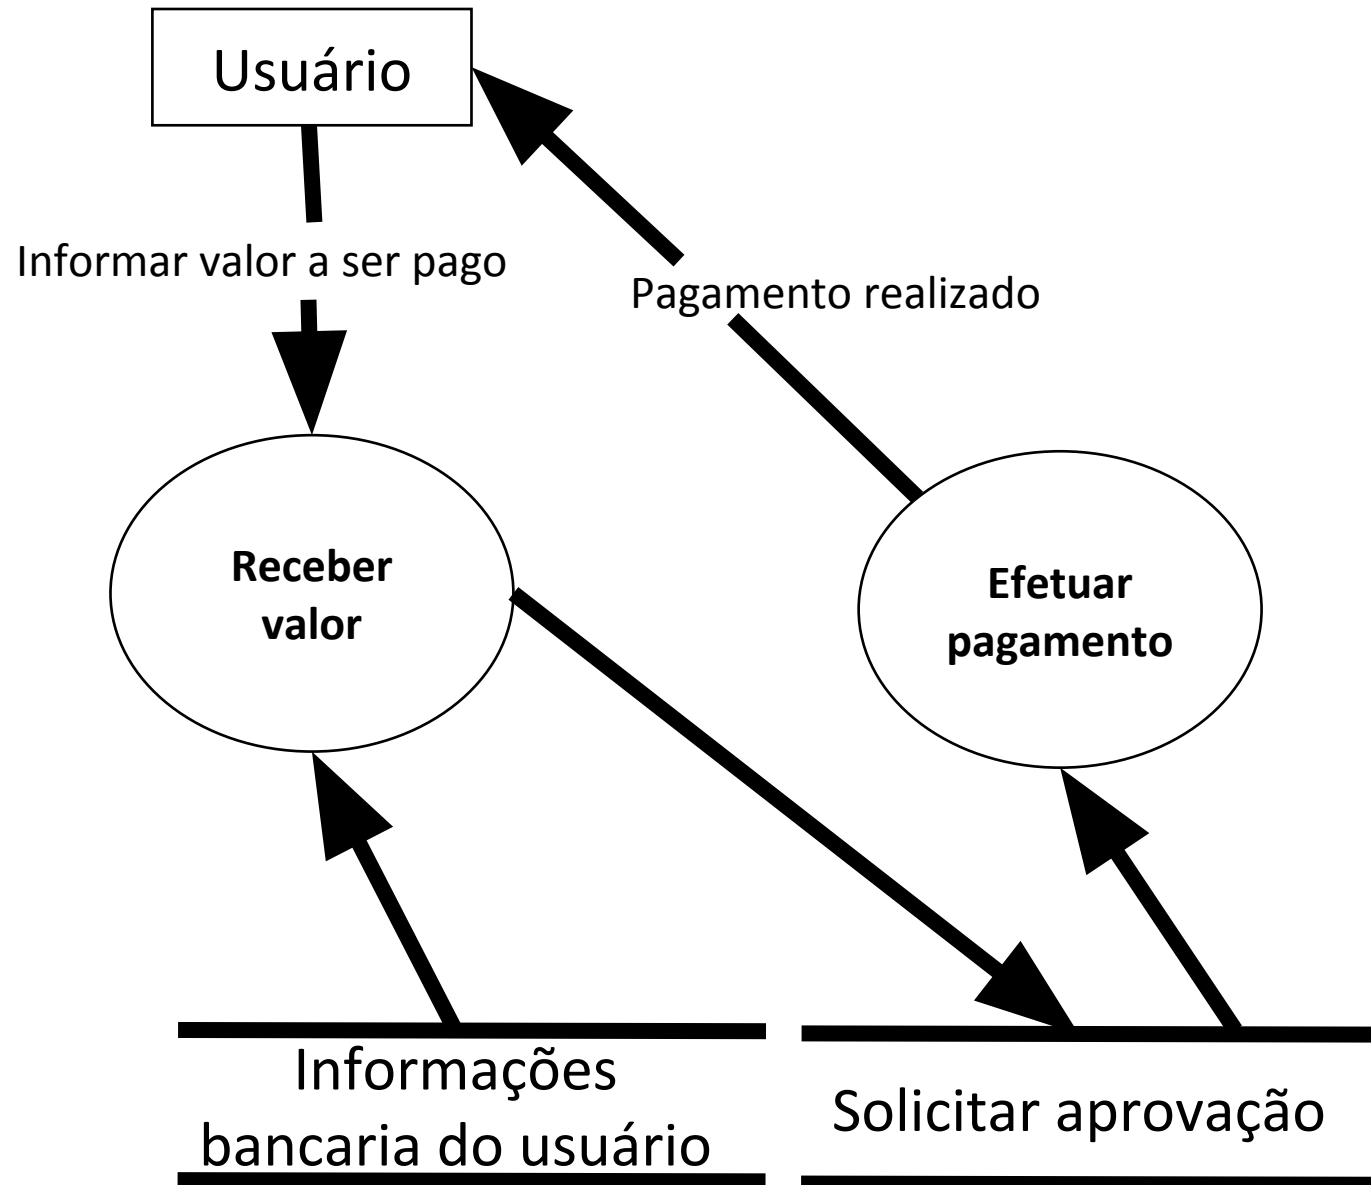 Usuário
Informar valor a ser pago
Pagamento realizado
Receber
valor
Efetuar
pagamento
Informações
bancaria do usuário
Solicitar aprovação